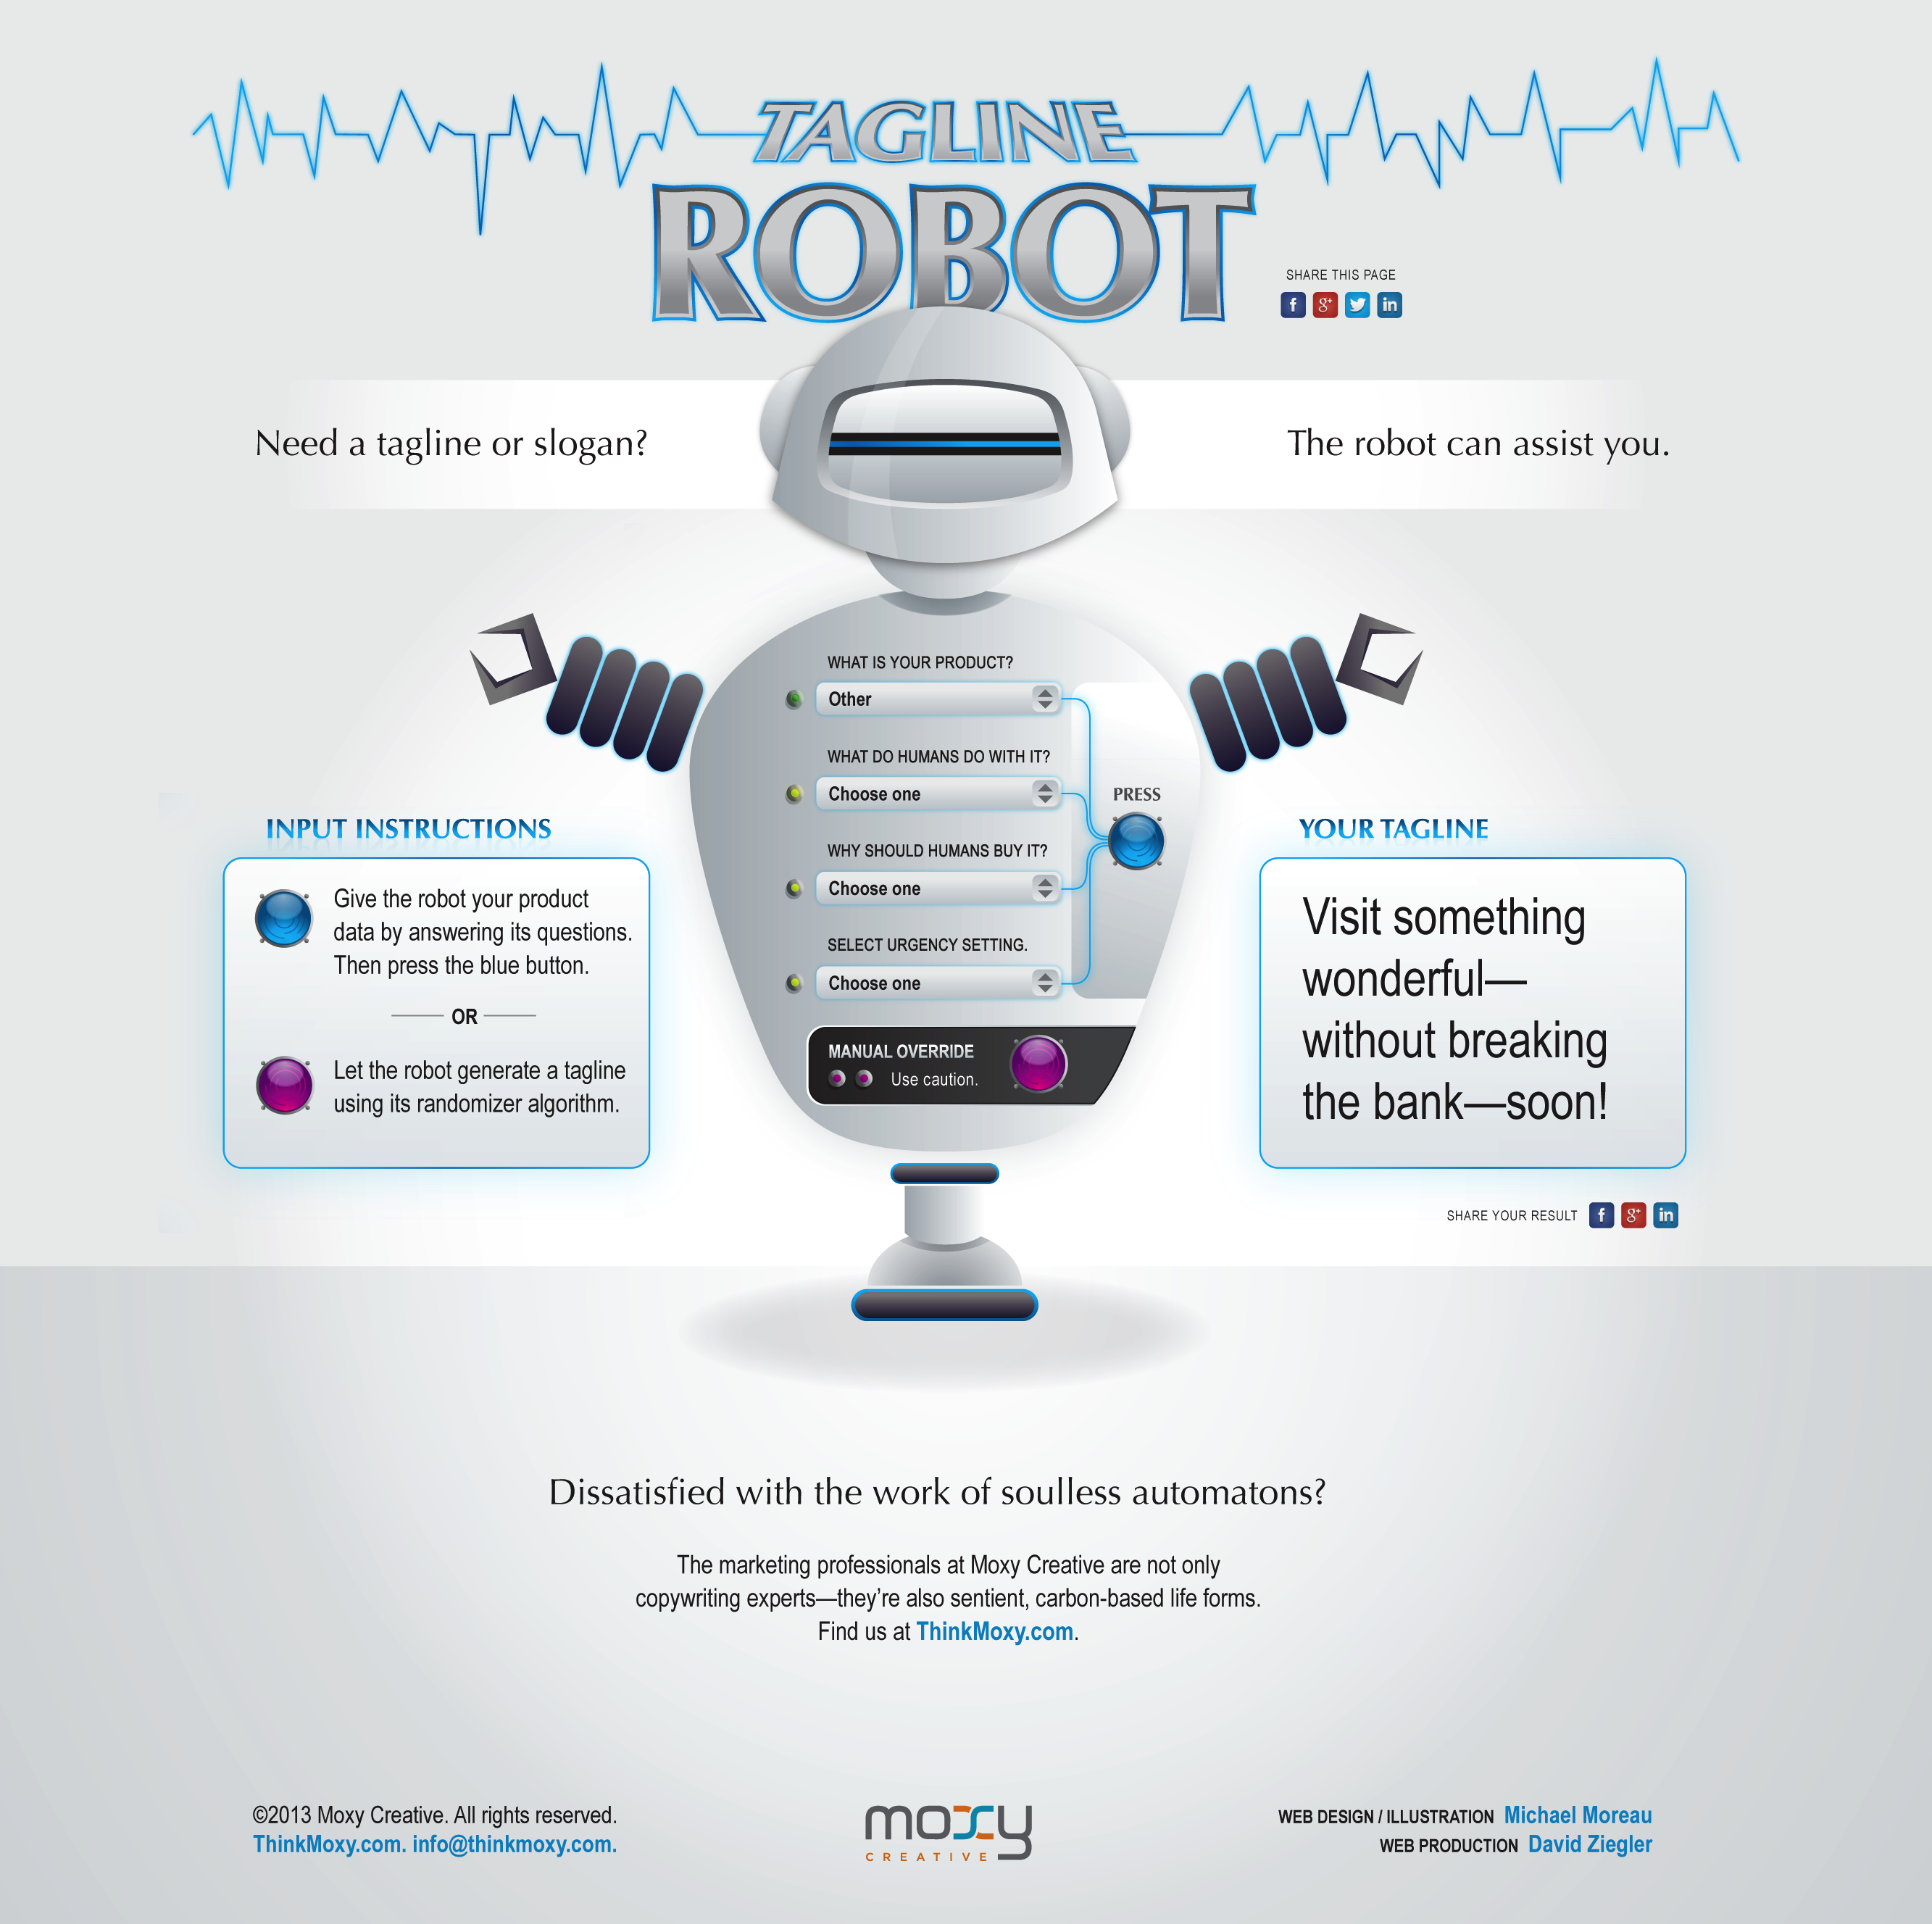 TAGLINE
ROBOT
SHARE THIS PAGE
f g+ in
Need a tagline or slogan?
The robot can assist you.
WHAT IS YOUR PRODUCT?
Other
WHAT DO HUMANS DO WITH IT?
Choose one
WHY SHOULD HUMANS BUY IT?
Choose one
SELECT URGENCY SETTING.
Choose one
PRESS
MANUAL OVERRIDE
Use caution.
INPUT INSTRUCTIONS
Give the robot your product
data by answering its questions.
Then press the blue button.
OR
Let the robot generate a tagline
using its randomizer algorithm.
YOUR TAGLINE
Visit something
wonderful—
without breaking
the bank—soon!
SHARE YOUR RESULT f g+ in
Dissatisfied with the work of soulless automatons?
The marketing professionals at Moxy Creative are not only
copywriting experts—they’re also sentient, carbon-based life forms.
Find us at ThinkMoxy.com.
©2013 Moxy Creative. All rights reserved.
ThinkMoxy.com. info@thinkmoxy.com.
moxy
CREATIVE
WEB DESIGN / ILLUSTRATION Michael Moreau
WEB PRODUCTION David Ziegler